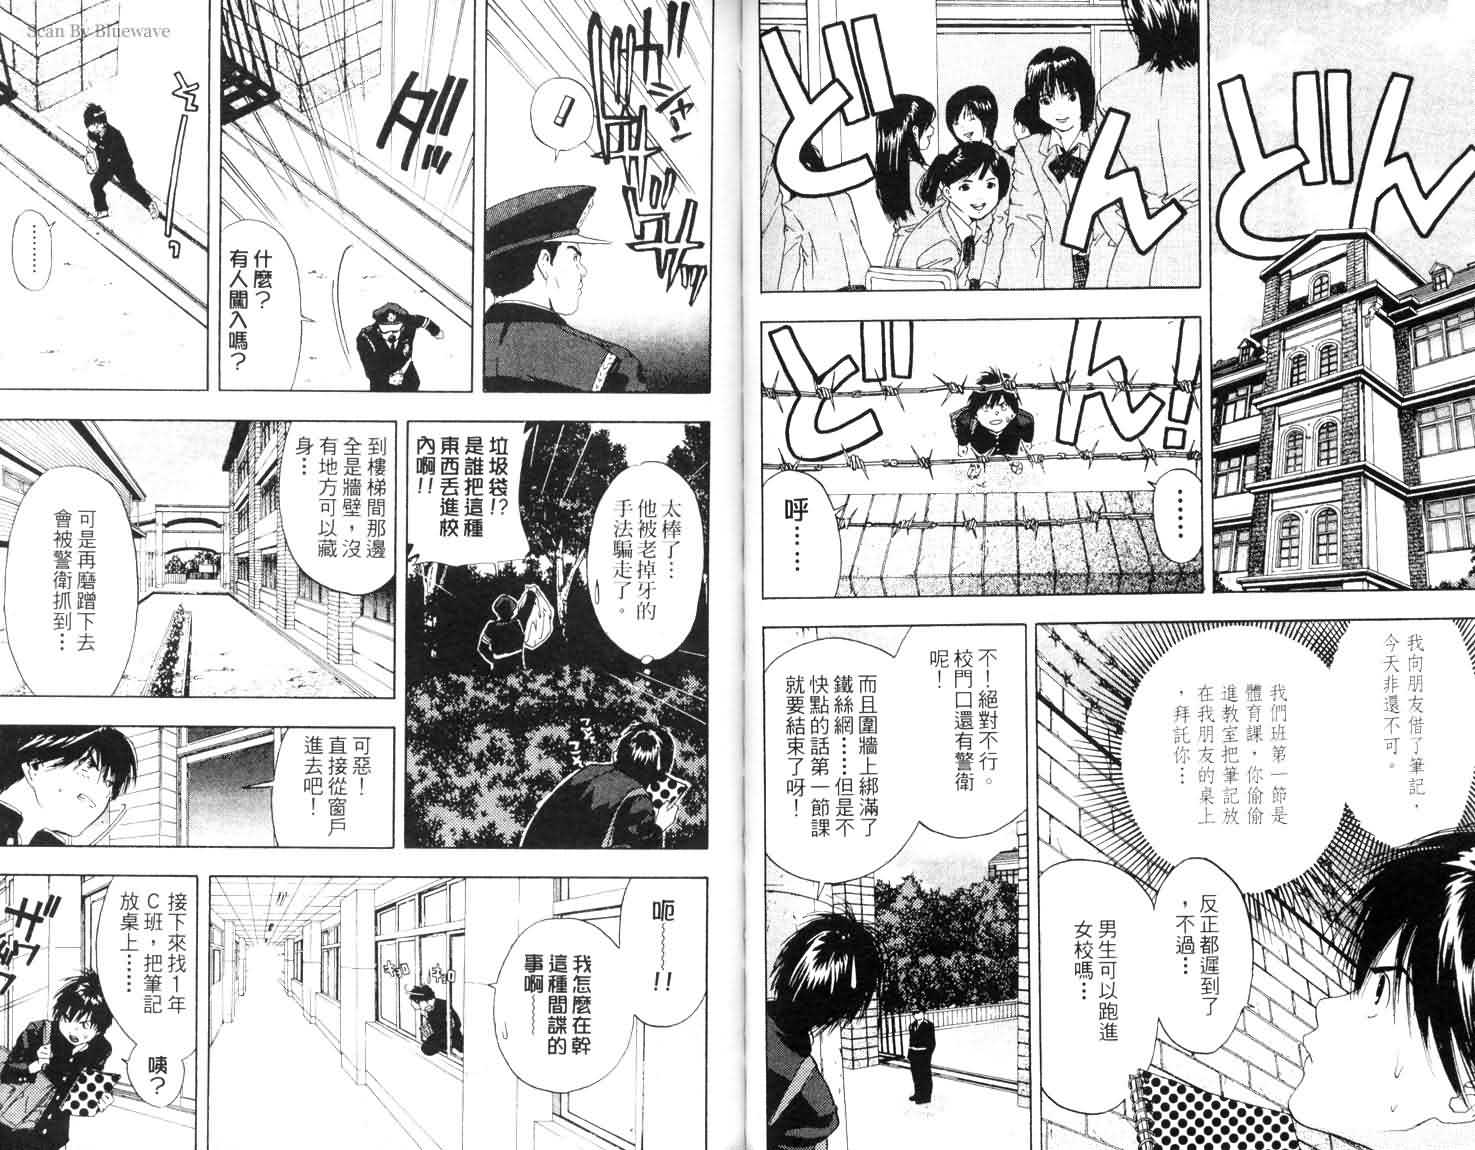 Scan By Bluewave
どん
どん
どん
ど
ん!
………
呼……
我向朋友借了筆記，
今天非還不可。
我們班第一節是
體育課，你偷偷
進教室把筆記放
在我朋友的桌上
，拜託你…
反正都遲到了
，不過…
男生可以跑進
女校嗎…
不!絕對不行。
校門口還有警衛
呢!
而且圍牆上綁滿了
鐵絲網……但是不
快點的話第一節課
就要結束了呀!
!
什麼?
有人闖入嗎?
………
太棒了…
他被老掉牙的
手法騙走了。
垃圾袋!?
是誰把這種
東西丟進校
內啊!!
到樓梯間那邊
全是牆壁，沒
有地方可以藏
身…
可是再磨蹭下去
會被警衛抓到…
可惡!
直接從窗戶
進去吧!
呃~~!!
我怎麼在幹
這種間諜的
事啊~~
キョロ
キョロ
接下來找1年
C班，把筆記
放桌上……
咦?